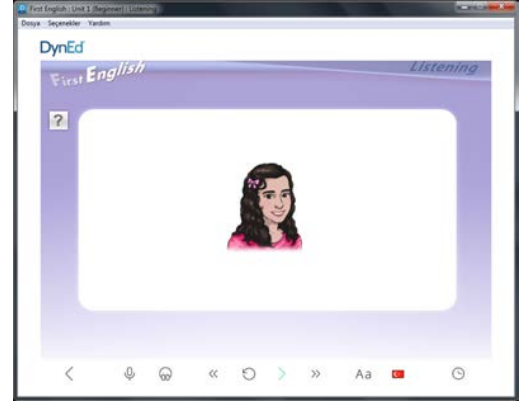 First English : Unit 1 (Beginner) : Listening
Dosya Seçenekler Yardım
DynEd
First English Listening
?
Aa